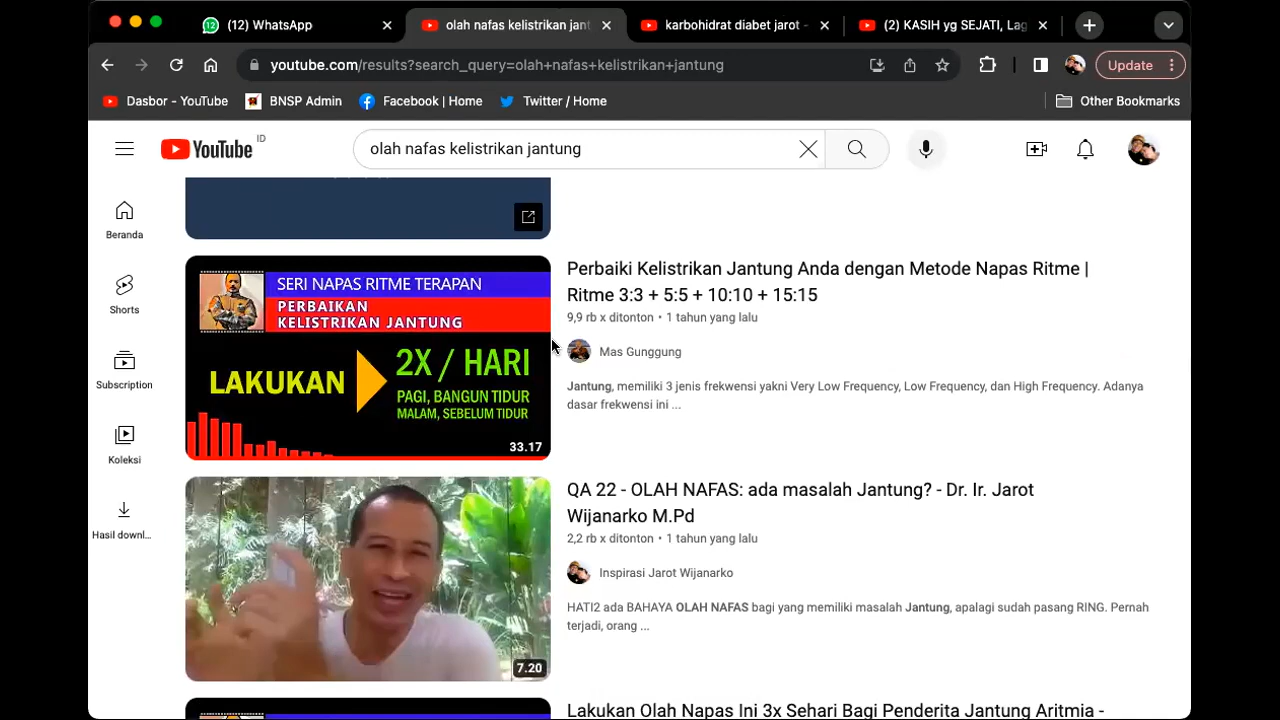 (12) WhatsApp
olah nafas kelistrikan jant
karbohidrat diabet jarot -
(2) KASIH yg SEJATI, Lag
youtube.com/results?search_query=olah+nafas+kelistrikan+jantung
Update
Dasbor - YouTube
BNSP Admin
Facebook | Home
Twitter / Home
Other Bookmarks
YouTube ID
olah nafas kelistrikan jantung
Beranda
Shorts
Subscription
Koleksi
Hasil downl...
SERI NAPAS RITME TERAPAN
PERBAIKAN
KELISTRIKAN JANTUNG
LAKUKAN
2X / HARI
PAGI, BANGUN TIDUR
MALAM, SEBELUM TIDUR
33.17
Perbaiki Kelistrikan Jantung Anda dengan Metode Napas Ritme |
Ritme 3:3 + 5:5 + 10:10 + 15:15
9,9 rb x ditonton • 1 tahun yang lalu
Mas Gunggung
Jantung, memiliki 3 jenis frekwensi yakni Very Low Frequency, Low Frequency, dan High Frequency. Adanya
dasar frekwensi ini ...
7.20
QA 22 - OLAH NAFAS: ada masalah Jantung? - Dr. Ir. Jarot
Wijanarko M.Pd
2,2 rb x ditonton • 1 tahun yang lalu
Inspirasi Jarot Wijanarko
HATI2 ada BAHAYA OLAH NAFAS bagi yang memiliki masalah Jantung, apalagi sudah pasang RING. Pernah
terjadi, orang ...
Lakukan Olah Napas Ini 3x Sehari Bagi Penderita Jantung Aritmia -